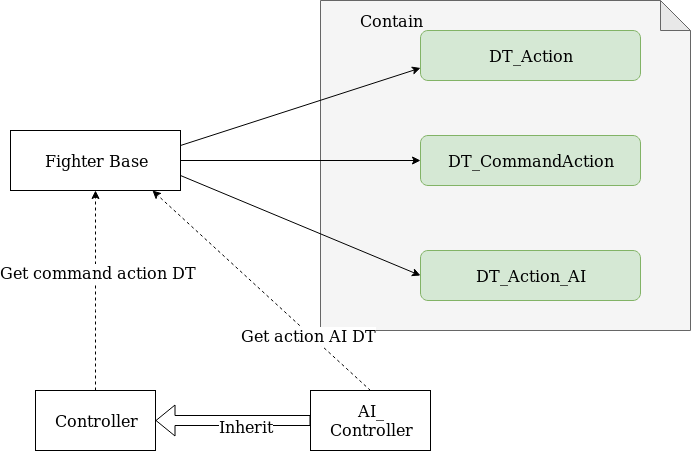 Contain
DT_Action
Fighter Base
DT_CommandAction
Get command action DT
DT_Action_AI
Get action AI DT
Controller
Inherit
AI_
Controller